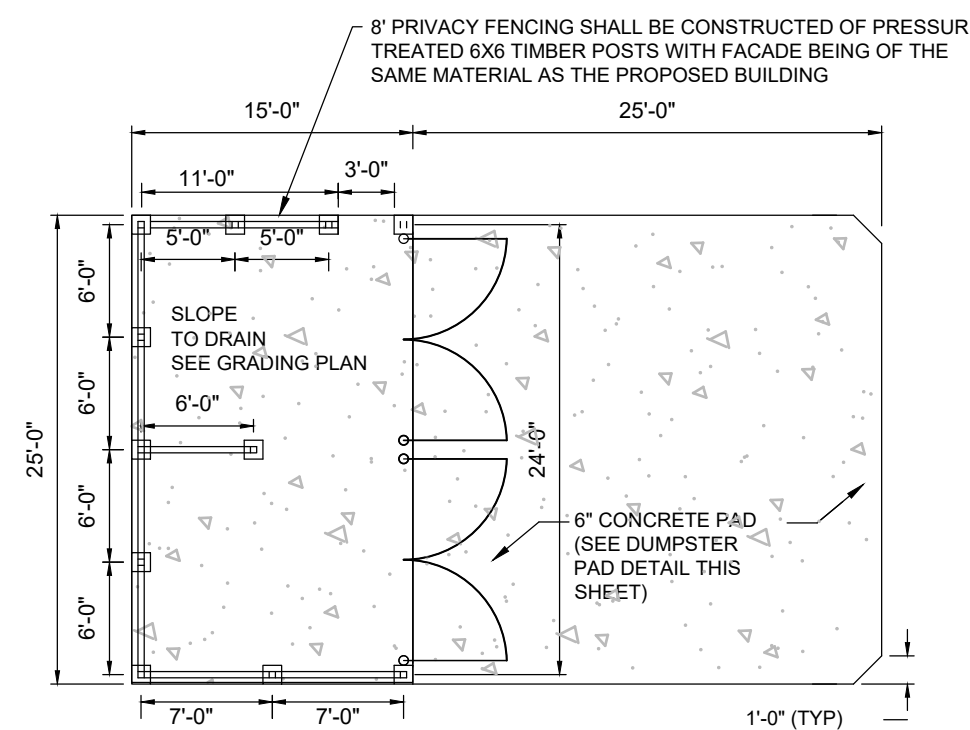 8' PRIVACY FENCING SHALL BE CONSTRUCTED OF PRESSUR
TREATED 6X6 TIMBER POSTS WITH FACADE BEING OF THE
SAME MATERIAL AS THE PROPOSED BUILDING
15'-0"
25'-0"
11'-0"
3'-0"
5'-0"
5'-0"
6'-0"
SLOPE
TO DRAIN
SEE GRADING PLAN
6'-0"
6'-0"
25'-0"
24'-0"
6'-0"
6" CONCRETE PAD
(SEE DUMPSTER
PAD DETAIL THIS
SHEET)
6'-0"
7'-0"
7'-0"
1'-0" (TYP)